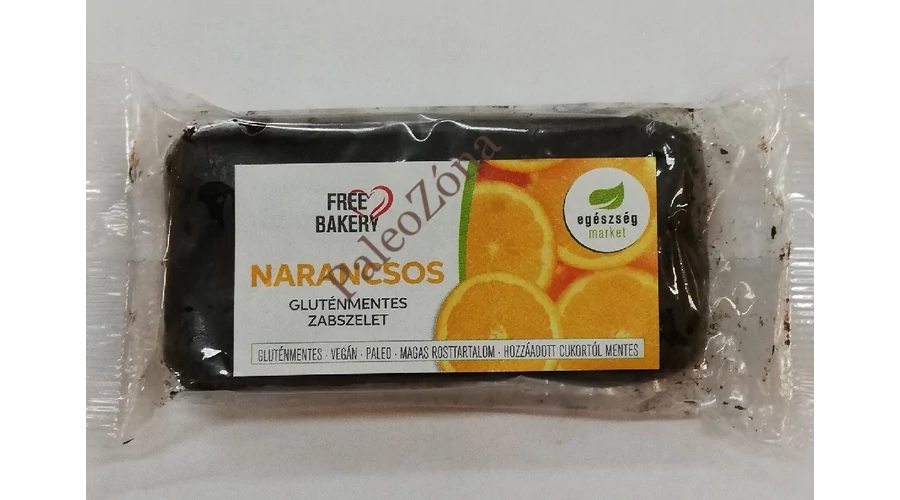 FREE
BAKERY
NARANCSOS
GLUTÉNMENTES
ZABSZELET
GLUTÉNMENTES · VEGÁN · PALEO · MAGAS ROSTTARTALOM · HOZZÁADOTT CUKORTÓL MENTES
egészség
market
PaleoZóna